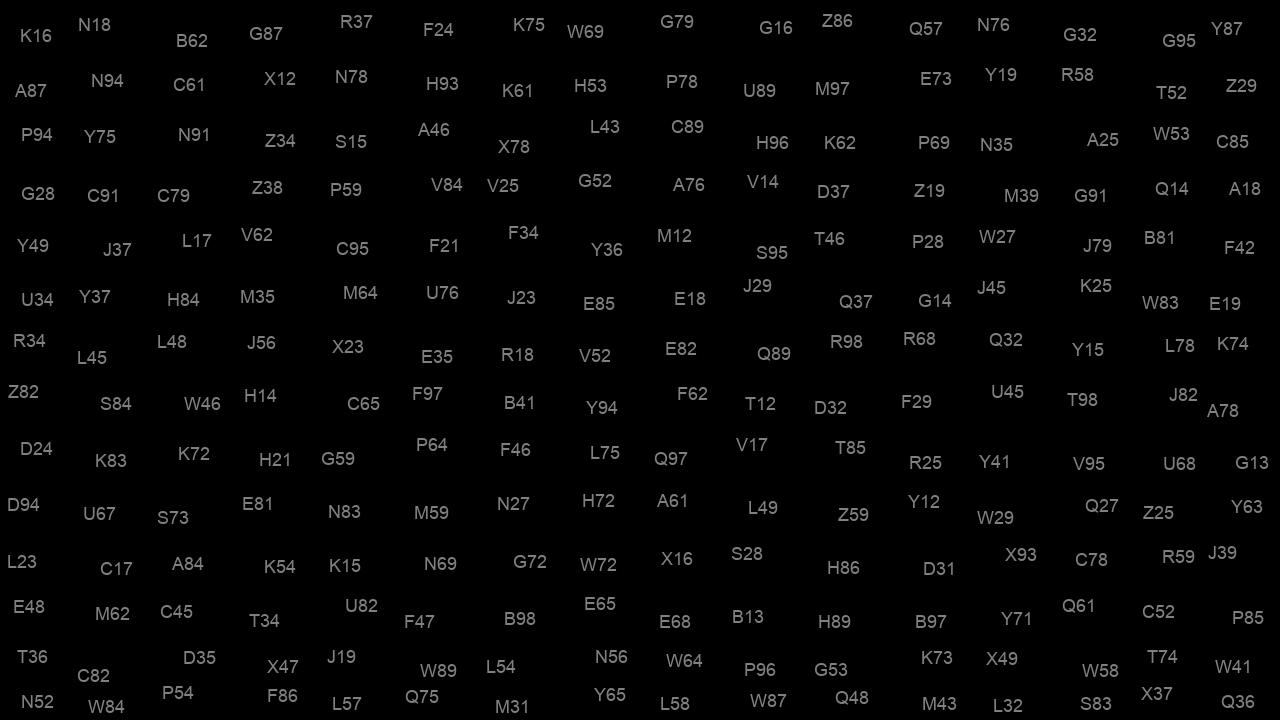 K16 N18 B62 G87 R37 F24 K75 W69 G79 G16 Z86 Q57 N76 G32 G95 Y87
A87 N94 C61 X12 N78 H93 K61 H53 P78 U89 M97 E73 Y19 R58 T52 Z29
P94 Y75 N91 Z34 S15 A46 X78 L43 C89 H96 K62 P69 N35 A25 W53 C85
G28 C91 C79 Z38 P59 V84 V25 G52 A76 V14 D37 Z19 M39 G91 Q14 A18
Y49 J37 L17 V62 C95 F21 F34 Y36 M12 S95 T46 P28 W27 J79 B81 F42
U34 Y37 H84 M35 M64 U76 J23 E85 E18 J29 Q37 G14 J45 K25 W83 E19
R34 L45 L48 J56 X23 E35 R18 V52 E82 Q89 R98 R68 Q32 Y15 L78 K74
Z82 S84 W46 H14 C65 F97 B41 Y94 F62 T12 D32 F29 U45 T98 J82 A78
D24 K83 K72 H21 G59 P64 F46 L75 Q97 V17 T85 R25 Y41 V95 U68 G13
D94 U67 S73 E81 N83 M59 N27 H72 A61 L49 Z59 Y12 W29 Q27 Z25 Y63
L23 C17 A84 K54 K15 N69 G72 W72 X16 S28 H86 D31 X93 C78 R59 J39
E48 M62 C45 T34 U82 F47 B98 E65 E68 B13 H89 B97 Y71 Q61 C52 P85
T36 C82 D35 X47 J19 W89 L54 N56 W64 P96 G53 K73 X49 W58 T74 W41
N52 W84 P54 F86 L57 Q75 M31 Y65 L58 W87 Q48 M43 L32 S83 X37 Q36